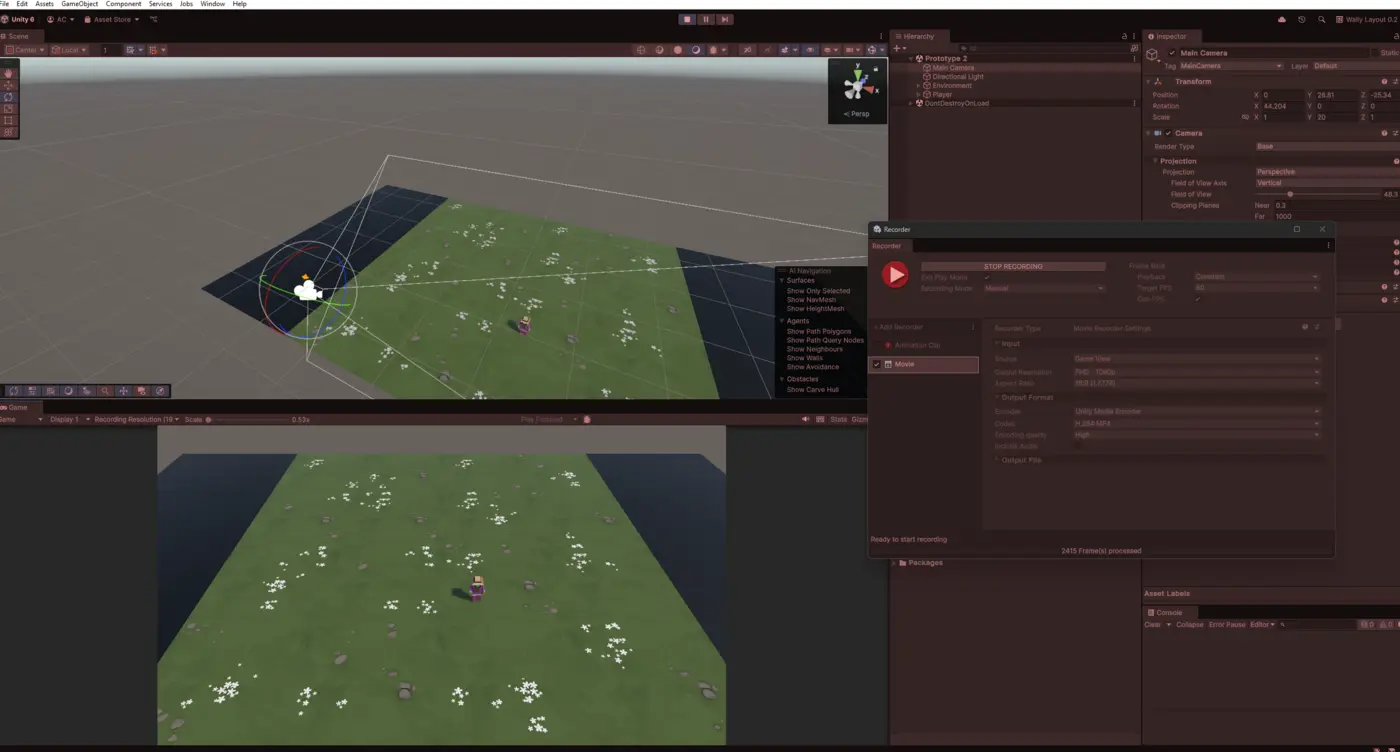 File Edit Assets GameObject Component Services Jobs Window Help
Unity 6 AC Asset Store
Wally Layout 0.2
Scene
Center Local 1
y
x
< Persp
AI Navigation
Surfaces
Show Only Selected
Show NavMesh
Show HeightMesh
Agents
Show Path Polygons
Show Path Query Nodes
Show Neighbours
Show Walls
Show Avoidance
Obstacles
Show Carve Hull
Game
Game Display 1 Recording Resolution (19 Scale 0.53x Play Focused Stats Gizm
Hierarchy
Prototype 2
Main Camera
Directional Light
Environment
Player
DontDestroyOnLoad
Inspector
Main Camera Static
Tag MainCamera Layer Default
Transform
Position X 0 Y 26.81 Z -35.34
Rotation X 44.204 Y 0 Z 0
Scale X 1 Y 20 Z 1
Camera
Render Type Base
Projection
Projection Perspective
Field of View Axis Vertical
Field of View 48.3
Clipping Planes Near 0.3
Far 1000
Recorder
Recorder
STOP RECORDING
Exit Play Mode
Recording Mode Manual
Frame Rate
Playback Constant
Target FPS 60
Cap FPS
+ Add Recorder
Animation Clip
Movie
Recorder Type Movie Recorder Settings
Input
Source Game View
Output Resolution FHD - 1080p
Aspect Ratio 16:9 (1.7778)
Output Format
Encoder Unity Media Encoder
Codec H.264 MP4
Encoding quality High
Include Audio
Output File
Ready to start recording
2415 Frame(s) processed
Packages
Asset Labels
Console
Clear Collapse Error Pause Editor 0 0